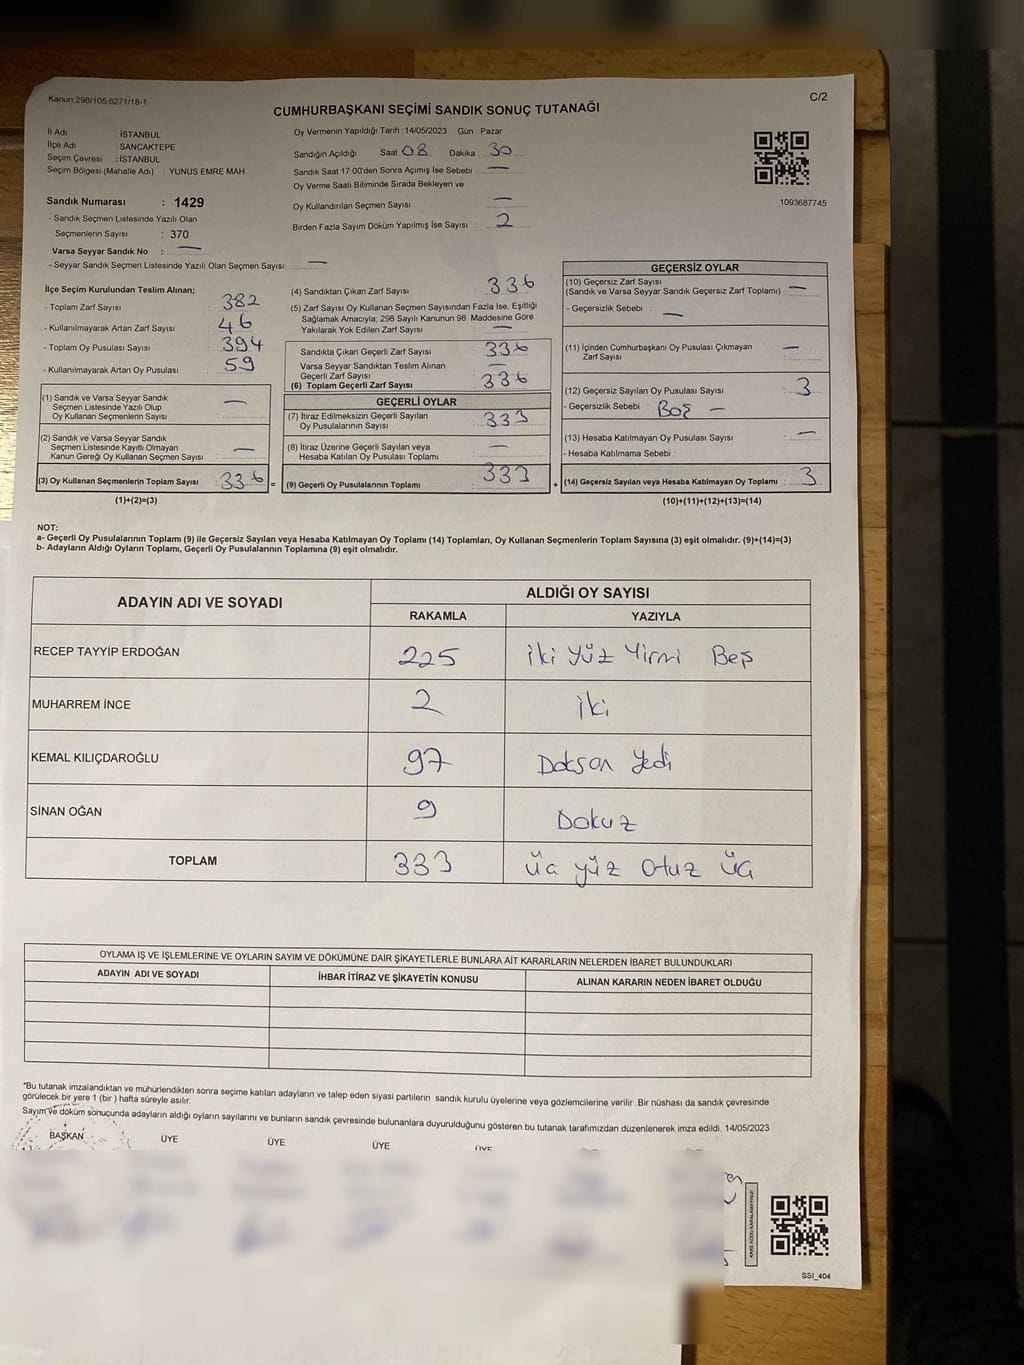 Kanun;298/105;6271/18-1
C/2
CUMHURBAŞKANI SEÇİMİ SANDIK SONUÇ TUTANAĞI
İl Adı : İSTANBUL
İlçe Adı : SANCAKTEPE
Seçim Çevresi : İSTANBUL
Seçim Bölgesi (Mahalle Adı) : YUNUS EMRE MAH
Sandık Numarası : 1429
- Sandık Seçmen Listesinde Yazılı Olan
Seçmenlerin Sayısı : 370
Varsa Seyyar Sandık No : —
- Seyyar Sandık Seçmen Listesinde Yazılı Olan Seçmen Sayısı: —
Oy Vermenin Yapıldığı Tarih :14/05/2023 Gün : Pazar
Sandığın Açıldığı Saat 08 Dakika : 30
Sandık Saat 17:00'den Sonra Açımış İse Sebebi : —
Oy Verme Saati Bitiminde Sırada Bekleyen ve
Oy Kullandırılan Seçmen Sayısı : —
Birden Fazla Sayım Döküm Yapılmış İse Sayısı : 2
1093687745
İlçe Seçim Kurulundan Teslim Alınan;
- Toplam Zarf Sayısı : 382
- Kullanılmayarak Artan Zarf Sayısı : 46
- Toplam Oy Pusulası Sayısı : 394
- Kullanılmayarak Artan Oy Pusulası : 59
(1) Sandık ve Varsa Seyyar Sandık
Seçmen Listesinde Yazılı Olup
Oy Kullanan Seçmenlerin Sayısı : —
(2) Sandık ve Varsa Seyyar Sandık
Seçmen Listesinde Kayıtlı Olmayan
Kanun Gereği Oy Kullanan Seçmen Sayısı : —
(3) Oy Kullanan Seçmenlerin Toplam Sayısı : 336 =
(1)+(2)=(3)
(4) Sandıktan Çıkan Zarf Sayısı : 336
(5) Zarf Sayısı Oy Kullanan Seçmen Sayısından Fazla İse, Eşitliği
Sağlamak Amacıyla; 298 Sayılı Kanunun 98. Maddesine Göre
Yakılarak Yok Edilen Zarf Sayısı : —
Sandıkta Çıkan Geçerli Zarf Sayısı : 336
Varsa Seyyar Sandıktan Teslim Alınan
Geçerli Zarf Sayısı : —
(6) Toplam Geçerli Zarf Sayısı : 336
GEÇERLİ OYLAR
(7) İtiraz Edilmeksizin Geçerli Sayılan
Oy Pusulalarının Sayısı : 333
(8) İtiraz Üzerine Geçerli Sayılan veya
Hesaba Katılan Oy Pusulası Toplamı : —
(9) Geçerli Oy Pusulalarının Toplamı : 333 +
GEÇERSİZ OYLAR
(10) Geçersiz Zarf Sayısı
(Sandık ve Varsa Seyyar Sandık Geçersiz Zarf Toplamı) : —
- Geçersizlik Sebebi : —
(11) İçinden Cumhurbaşkanı Oy Pusulası Çıkmayan
Zarf Sayısı : —
(12) Geçersiz Sayılan Oy Pusulası Sayısı : 3
- Geçersizlik Sebebi : Boş —
(13) Hesaba Katılmayan Oy Pusulası Sayısı : —
- Hesaba Katılmama Sebebi :
(14) Geçersiz Sayılan veya Hesaba Katılmayan Oy Toplamı : 3
(10)+(11)+(12)+(13)=(14)
NOT:
a- Geçerli Oy Pusulalarının Toplamı (9) ile Geçersiz Sayılan veya Hesaba Katılmayan Oy Toplamı (14) Toplamları, Oy Kullanan Seçmenlerin Toplam Sayısına (3) eşit olmalıdır. (9)+(14)=(3)
b- Adayların Aldığı Oyların Toplamı, Geçerli Oy Pusulalarının Toplamına (9) eşit olmalıdır.
ADAYIN ADI VE SOYADI ALDIĞI OY SAYISI
RAKAMLA YAZIYLA
RECEP TAYYİP ERDOĞAN 225 İki Yüz Yirmi Beş
MUHARREM İNCE 2 iki
KEMAL KILIÇDAROĞLU 97 Doksan Yedi
SİNAN OĞAN 9 Dokuz
TOPLAM 333 Üç yüz Otuz Üç
OYLAMA İŞ VE İŞLEMLERİNE VE OYLARIN SAYIM VE DÖKÜMÜNE DAİR ŞİKAYETLERLE BUNLARA AİT KARARLARIN NELERDEN İBARET BULUNDUKLARI
ADAYIN ADI VE SOYADI İHBAR İTİRAZ VE ŞİKAYETİN KONUSU ALINAN KARARIN NEDEN İBARET OLDUĞU
*Bu tutanak imzalandıktan ve mühürlendikten sonra seçime katılan adayların ve talep eden siyasi partilerin sandık kurulu üyelerine veya gözlemcilerine verilir .Bir nüshası da sandık çevresinde
görülecek bir yere 1 (bir ) hafta süreyle asılır.
Sayım ve döküm sonuçunda adayların aldığı oyların sayılarını ve bunların sandık çevresinde bulunanlara duyurulduğunu gösteren bu tutanak tarafımızdan düzenlenerek imza edildi. 14/05/2023
BAŞKAN ÜYE ÜYE ÜYE ÜYE
SSI_404